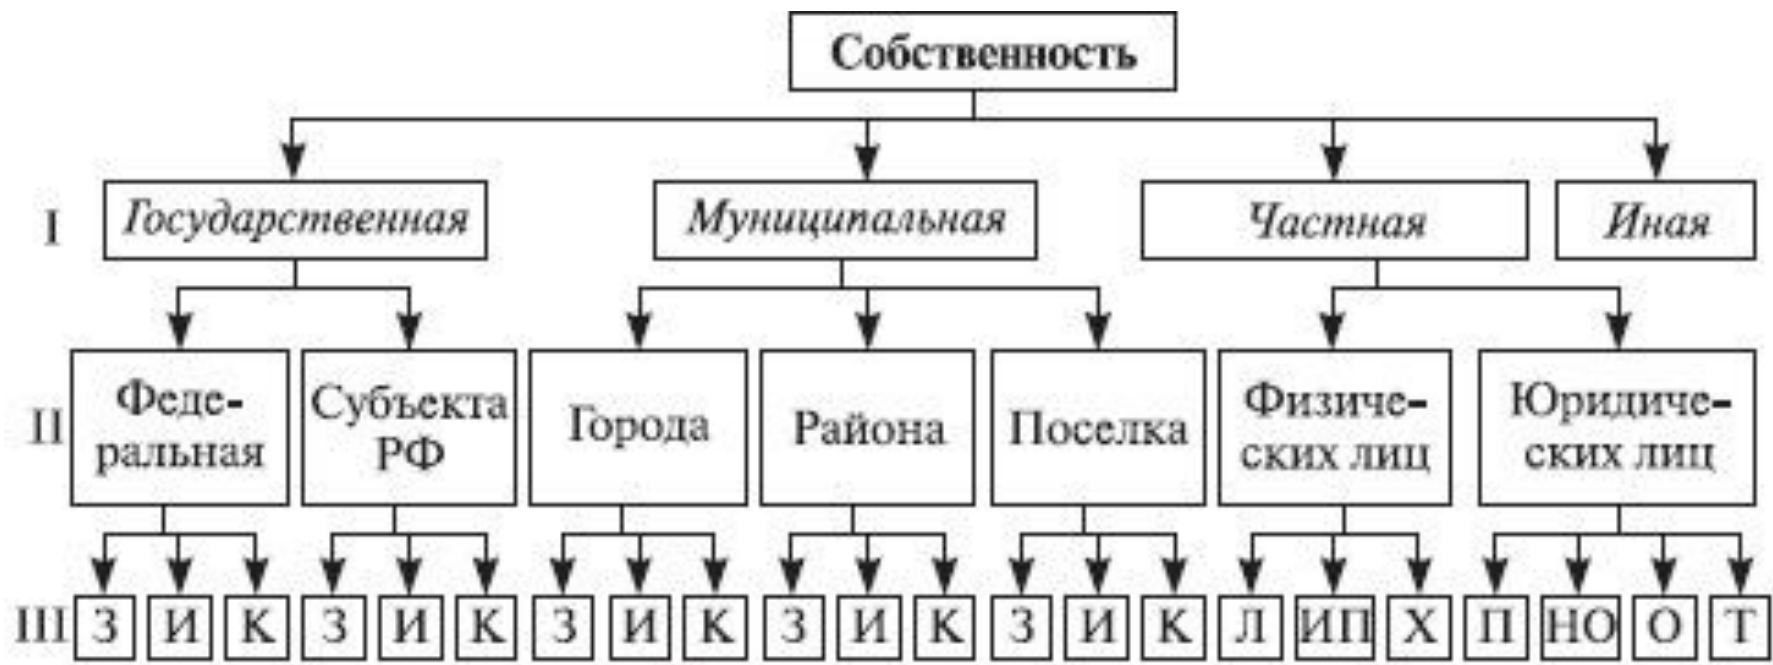 Собственность
I Государственная Муниципальная Частная Иная
II Феде-
ральная
Субъекта
РФ
Города
Района
Поселка
Физиче-
ских лиц
Юридиче-
ских лиц
III З И К З И К З И К З И К З И К Л ИП Х П НО О Т